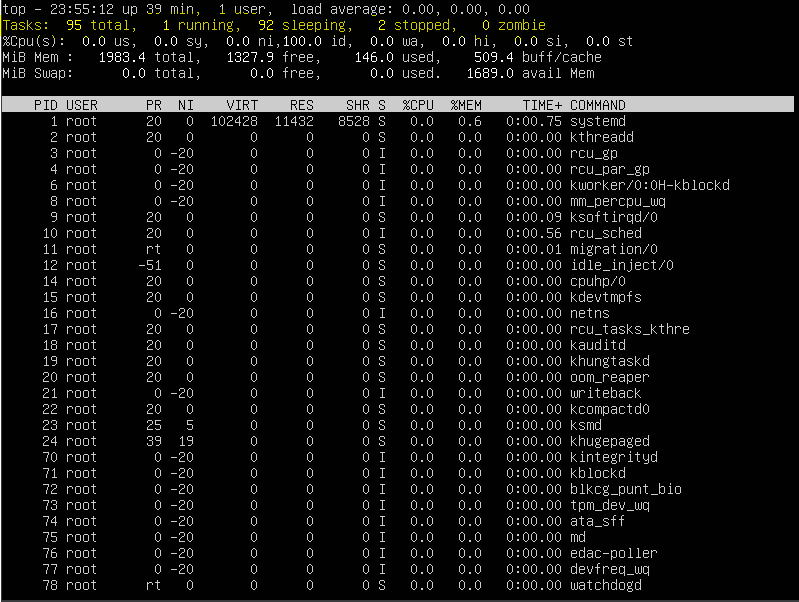 top - 23:55:12 up 39 min,  1 user,  load average: 0.00, 0.00, 0.00
Tasks:  95 total,   1 running,  92 sleeping,   2 stopped,   0 zombie
%Cpu(s):  0.0 us,  0.0 sy,  0.0 ni,100.0 id,  0.0 wa,  0.0 hi,  0.0 si,  0.0 st
MiB Mem :   1983.4 total,   1327.9 free,    146.0 used,    509.4 buff/cache
MiB Swap:      0.0 total,      0.0 free,      0.0 used.   1689.0 avail Mem
PID USER      PR  NI    VIRT    RES    SHR S  %CPU  %MEM     TIME+ COMMAND
1 root      20   0  102428  11432   8528 S   0.0   0.6   0:00.75 systemd
2 root      20   0       0      0      0 S   0.0   0.0   0:00.00 kthreadd
3 root       0 -20       0      0      0 I   0.0   0.0   0:00.00 rcu_gp
4 root       0 -20       0      0      0 I   0.0   0.0   0:00.00 rcu_par_gp
6 root       0 -20       0      0      0 I   0.0   0.0   0:00.00 kworker/0:0H-kblockd
8 root       0 -20       0      0      0 I   0.0   0.0   0:00.00 mm_percpu_wq
9 root      20   0       0      0      0 S   0.0   0.0   0:00.09 ksoftirqd/0
10 root      20   0       0      0      0 I   0.0   0.0   0:00.56 rcu_sched
11 root      rt   0       0      0      0 S   0.0   0.0   0:00.01 migration/0
12 root     -51   0       0      0      0 S   0.0   0.0   0:00.00 idle_inject/0
14 root      20   0       0      0      0 S   0.0   0.0   0:00.00 cpuhp/0
15 root      20   0       0      0      0 S   0.0   0.0   0:00.00 kdevtmpfs
16 root       0 -20       0      0      0 I   0.0   0.0   0:00.00 netns
17 root      20   0       0      0      0 S   0.0   0.0   0:00.00 rcu_tasks_kthre
18 root      20   0       0      0      0 S   0.0   0.0   0:00.00 kauditd
19 root      20   0       0      0      0 S   0.0   0.0   0:00.00 khungtaskd
20 root      20   0       0      0      0 S   0.0   0.0   0:00.00 oom_reaper
21 root       0 -20       0      0      0 I   0.0   0.0   0:00.00 writeback
22 root      20   0       0      0      0 S   0.0   0.0   0:00.00 kcompactd0
23 root      25   5       0      0      0 S   0.0   0.0   0:00.00 ksmd
24 root      39  19       0      0      0 S   0.0   0.0   0:00.00 khugepaged
70 root       0 -20       0      0      0 I   0.0   0.0   0:00.00 kintegrityd
71 root       0 -20       0      0      0 I   0.0   0.0   0:00.00 kblockd
72 root       0 -20       0      0      0 I   0.0   0.0   0:00.00 blkcg_punt_bio
73 root       0 -20       0      0      0 I   0.0   0.0   0:00.00 tpm_dev_wq
74 root       0 -20       0      0      0 I   0.0   0.0   0:00.00 ata_sff
75 root       0 -20       0      0      0 I   0.0   0.0   0:00.00 md
76 root       0 -20       0      0      0 I   0.0   0.0   0:00.00 edac-poller
77 root       0 -20       0      0      0 I   0.0   0.0   0:00.00 devfreq_wq
78 root      rt   0       0      0      0 S   0.0   0.0   0:00.00 watchdogd